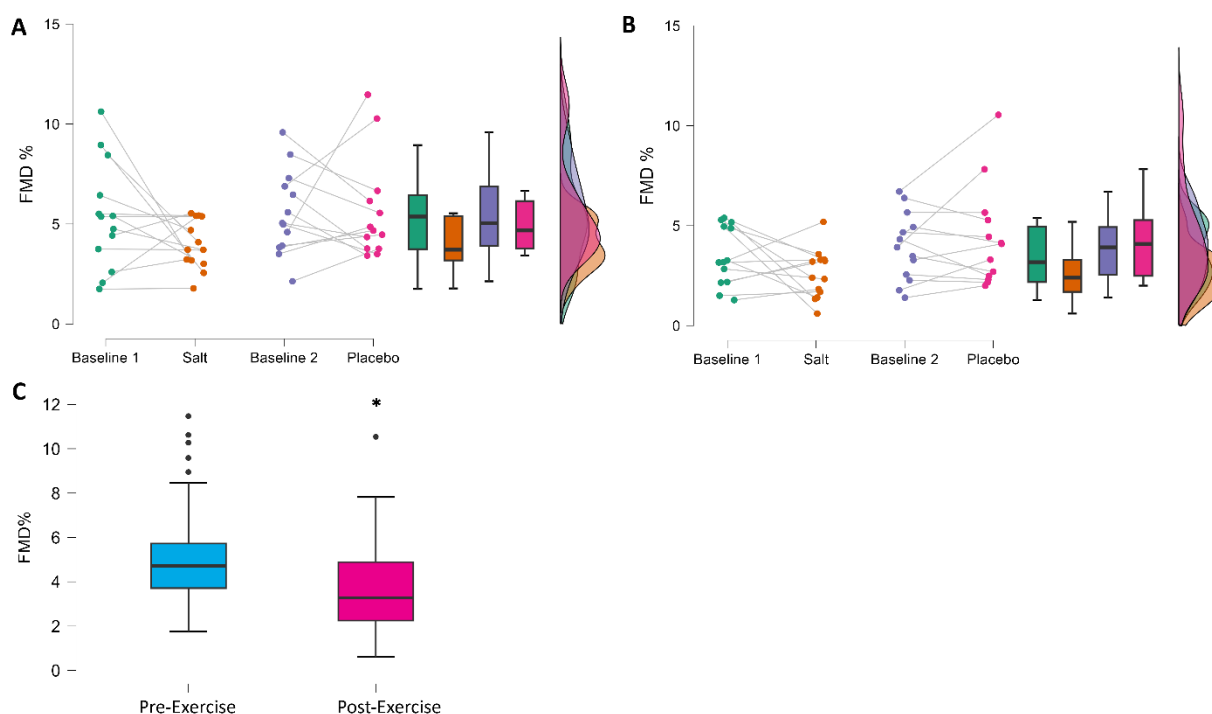 A
15
10
5
0
FMD %
Baseline 1
Salt
Baseline 2
Placebo
B
15
10
5
0
FMD %
Baseline 1
Salt
Baseline 2
Placebo
C
12
10
8
6
4
2
0
FMD%
*
Pre-Exercise
Post-Exercise